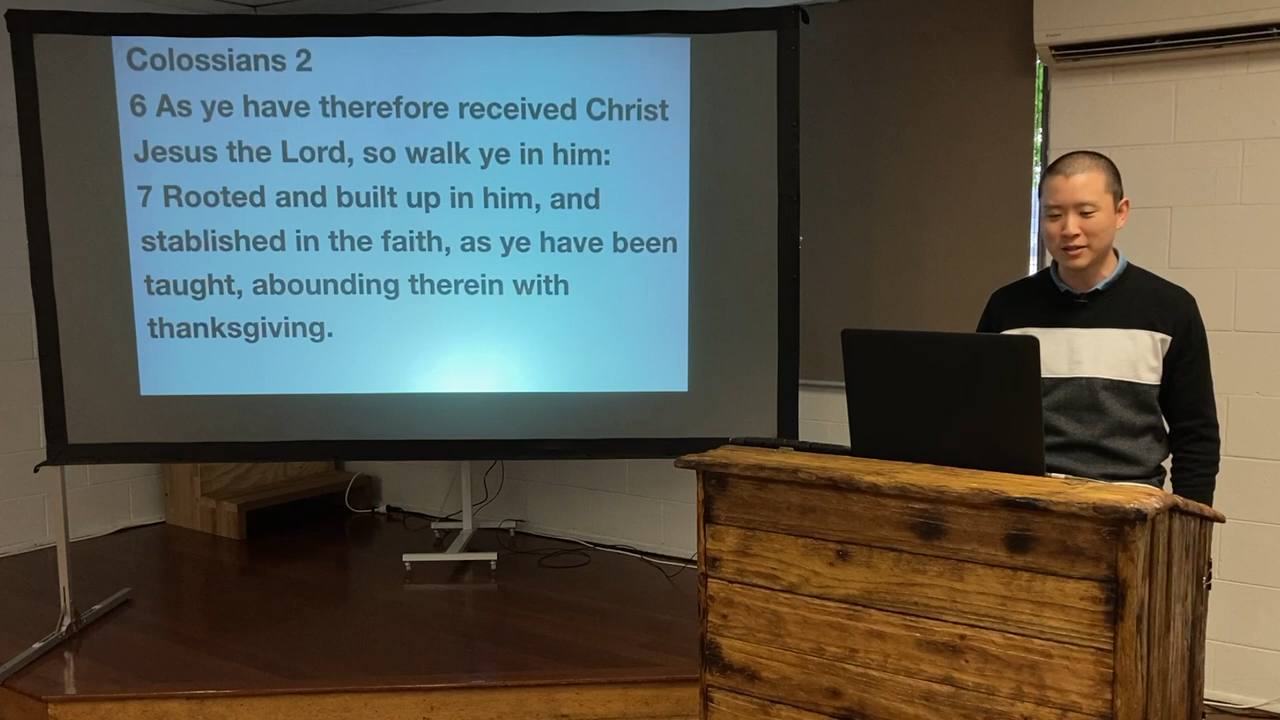 Colossians 2
6 As ye have therefore received Christ
Jesus the Lord, so walk ye in him:
7 Rooted and built up in him, and
stablished in the faith, as ye have been
taught, abounding therein with
thanksgiving.